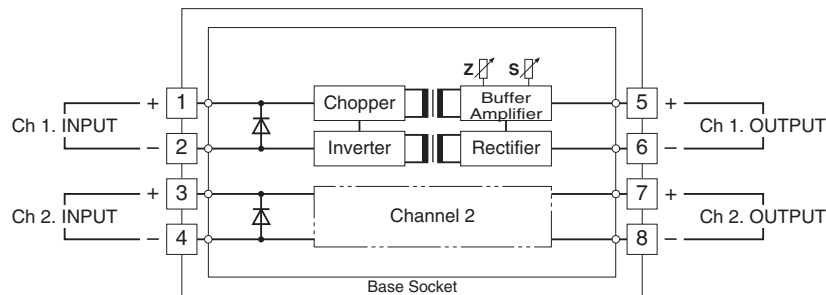 Z S
+ 1 Chopper Buffer 5 +
Amplifier
Ch 1. INPUT Ch 1. OUTPUT
– 2 Inverter Rectifier 6 –
+ 3 7 +
Ch 2. INPUT Channel 2 Ch 2. OUTPUT
– 4 8 –
Base Socket